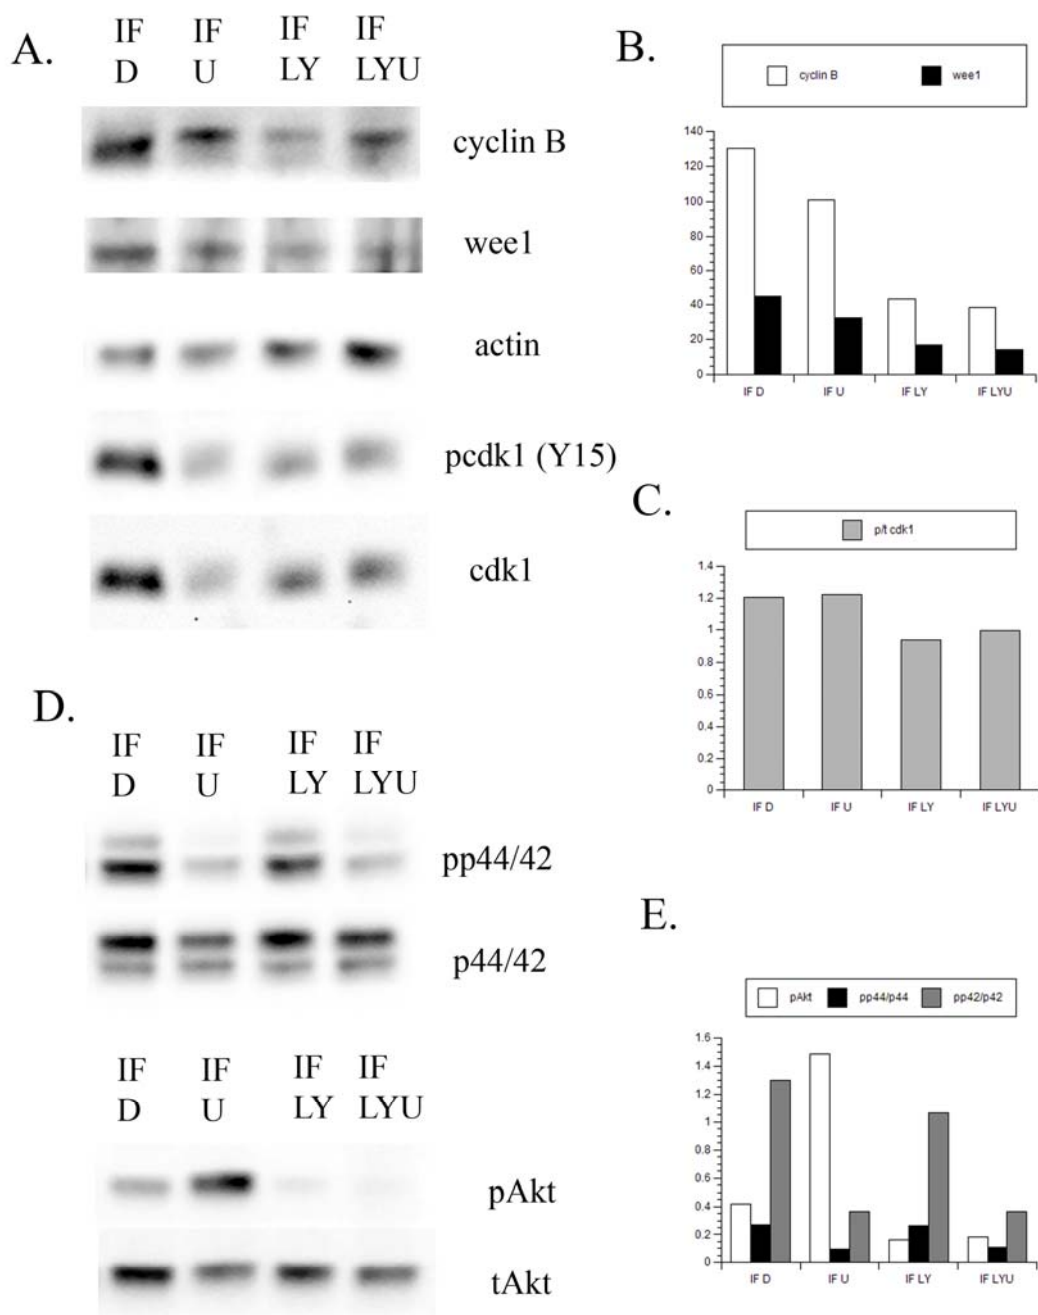 A.
IF IF IF IF
D U LY LYU
cyclin B
wee1
actin
pcdk1 (Y15)
cdk1
B.
cyclin B wee1
140
120
100
80
60
40
20
0
IF D IF U IF LY IF LYU
C.
p/t cdk1
1.4
1.2
1
0.8
0.6
0.4
0.2
0
IF D IF U IF LY IF LYU
D.
IF IF IF IF
D U LY LYU
pp44/42
p44/42
IF IF IF IF
D U LY LYU
pAkt
tAkt
E.
pAkt pp44/p44 pp42/p42
1.6
1.4
1.2
1
0.8
0.6
0.4
0.2
0
IF D IF U IF LY IF LYU